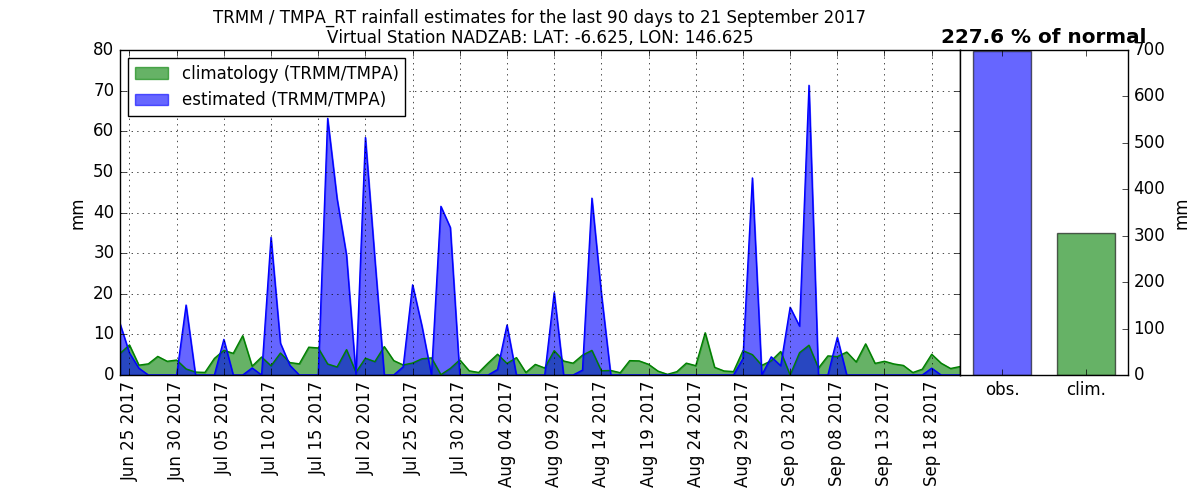 TRMM / TMPA_RT rainfall estimates for the last 90 days to 21 September 2017
Virtual Station NADZAB: LAT: -6.625, LON: 146.625
227.6 % of normal
climatology (TRMM/TMPA)
estimated (TRMM/TMPA)
80
70
60
50
40
30
20
10
0
mm
700
600
500
400
300
200
100
0
mm
Jun 25 2017
Jun 30 2017
Jul 05 2017
Jul 10 2017
Jul 15 2017
Jul 20 2017
Jul 25 2017
Jul 30 2017
Aug 04 2017
Aug 09 2017
Aug 14 2017
Aug 19 2017
Aug 24 2017
Aug 29 2017
Sep 03 2017
Sep 08 2017
Sep 13 2017
Sep 18 2017
obs.
clim.